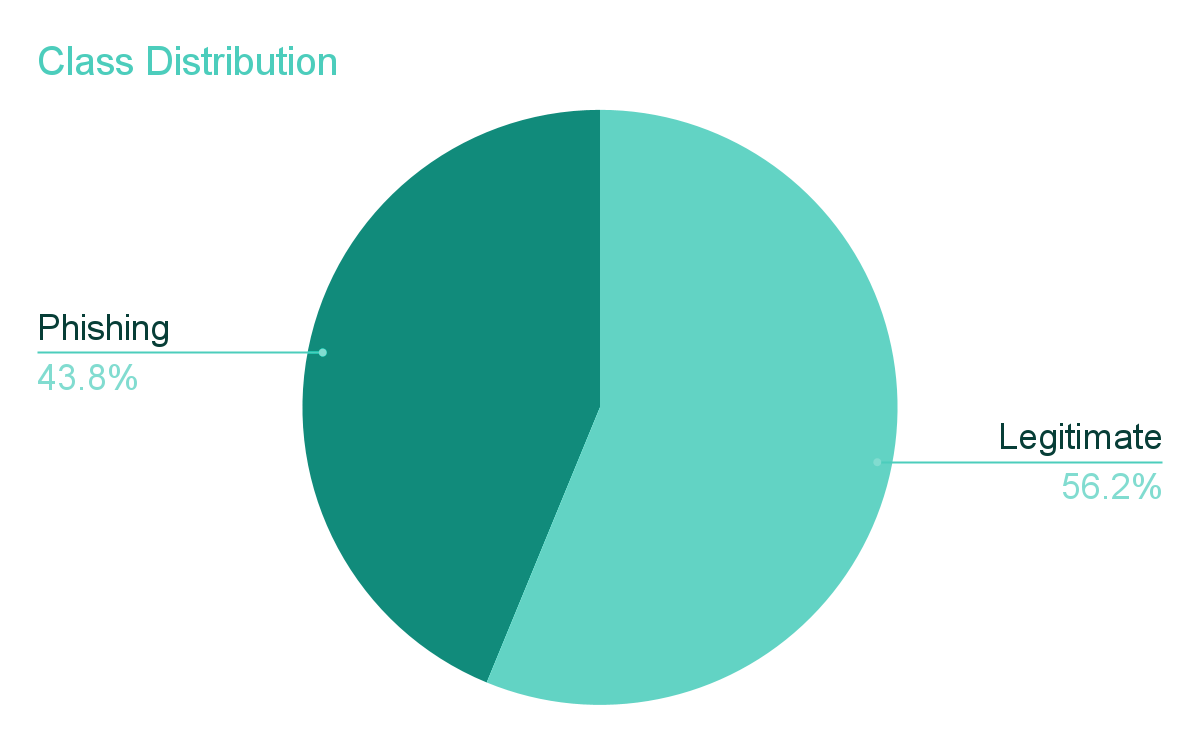 Class Distribution
Phishing
43.8%
Legitimate
56.2%